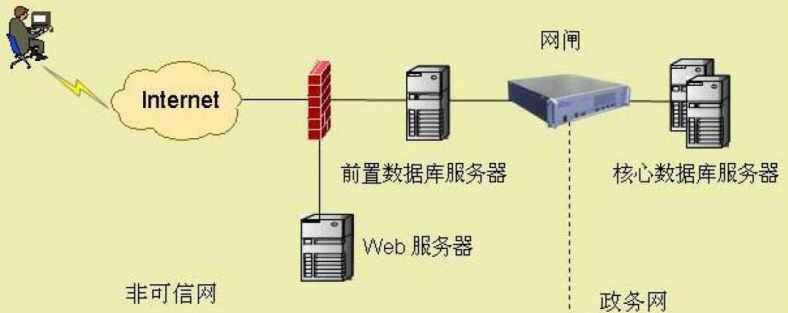 网闸
Internet
前置数据库服务器
核心数据库服务器
Web 服务器
非可信网
政务网